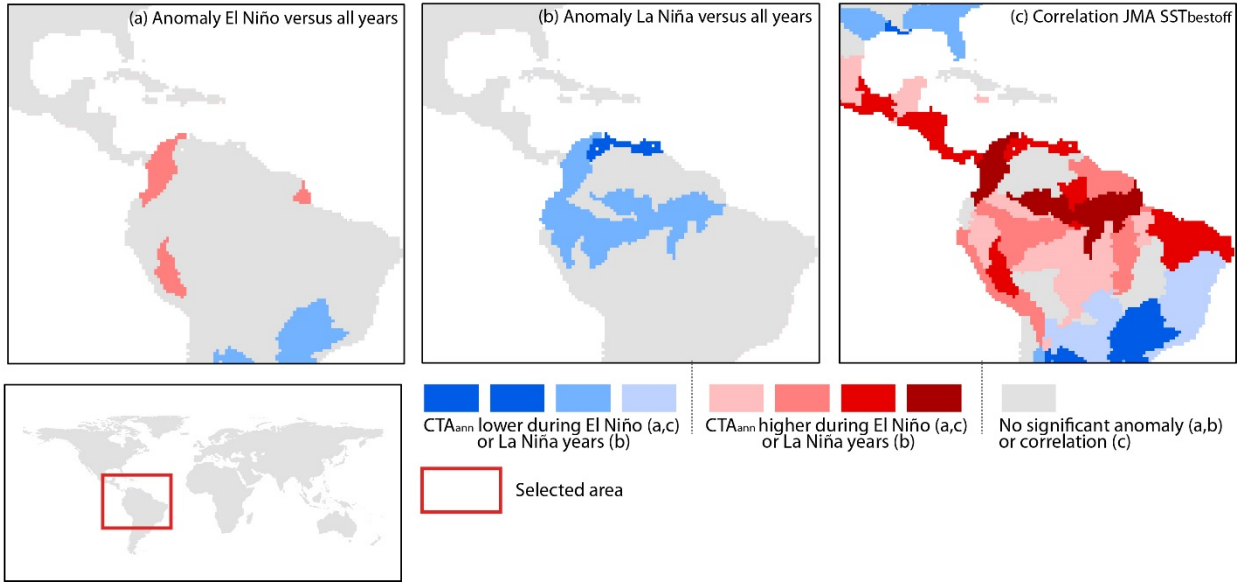 (a) Anomaly El Niño versus all years
(b) Anomaly La Niña versus all years
(c) Correlation JMA SSTbestoff
CTAann lower during El Niño (a,c)
or La Niña years (b)
CTAann higher during El Niño (a,c)
or La Niña years (b)
No significant anomaly (a,b)
or correlation (c)
Selected area